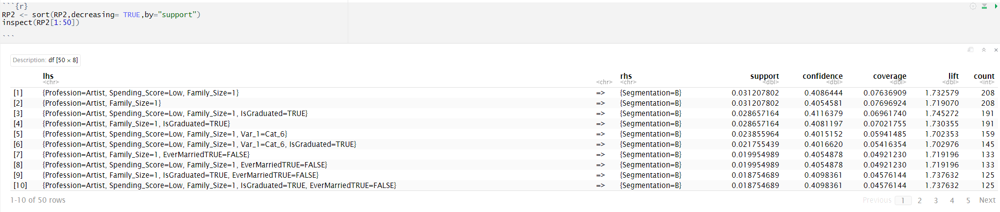 ```{r}
RP2 <- sort(RP2,decreasing= TRUE,by="support")
inspect(RP2[1:50])
```
Description: df [50 × 8]
lhs rhs support confidence coverage lift count
<chr> <chr> <chr> <dbl> <dbl> <dbl> <dbl> <int>
[1] {Profession=Artist, Spending_Score=Low, Family_Size=1} => {Segmentation=B} 0.031207802 0.4086444 0.07636909 1.732579 208
[2] {Profession=Artist, Family_Size=1} => {Segmentation=B} 0.031207802 0.4054581 0.07696924 1.719070 208
[3] {Profession=Artist, Spending_Score=Low, Family_Size=1, IsGraduated=TRUE} => {Segmentation=B} 0.028657164 0.4116379 0.06961740 1.745272 191
[4] {Profession=Artist, Family_Size=1, IsGraduated=TRUE} => {Segmentation=B} 0.028657164 0.4081197 0.07021755 1.730355 191
[5] {Profession=Artist, Spending_Score=Low, Family_Size=1, Var_1=Cat_6} => {Segmentation=B} 0.023855964 0.4015152 0.05941485 1.702353 159
[6] {Profession=Artist, Spending_Score=Low, Family_Size=1, Var_1=Cat_6, IsGraduated=TRUE} => {Segmentation=B} 0.021755439 0.4016620 0.05416354 1.702976 145
[7] {Profession=Artist, Family_Size=1, EverMarriedTRUE=FALSE} => {Segmentation=B} 0.019954989 0.4054878 0.04921230 1.719196 133
[8] {Profession=Artist, Spending_Score=Low, Family_Size=1, EverMarriedTRUE=FALSE} => {Segmentation=B} 0.019954989 0.4054878 0.04921230 1.719196 133
[9] {Profession=Artist, Family_Size=1, IsGraduated=TRUE, EverMarriedTRUE=FALSE} => {Segmentation=B} 0.018754689 0.4098361 0.04576144 1.737632 125
[10] {Profession=Artist, Spending_Score=Low, Family_Size=1, IsGraduated=TRUE, EverMarriedTRUE=FALSE} => {Segmentation=B} 0.018754689 0.4098361 0.04576144 1.737632 125
1-10 of 50 rows Previous 1 2 3 4 5 Next